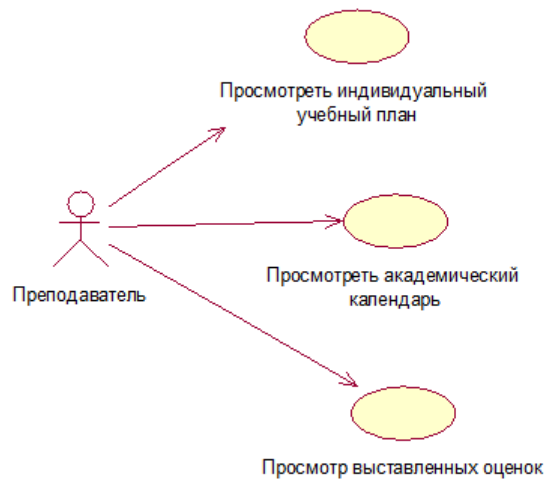 Просмотреть индивидуальный
учебный план
Преподаватель
Просмотреть академический
календарь
Просмотр выставленных оценок